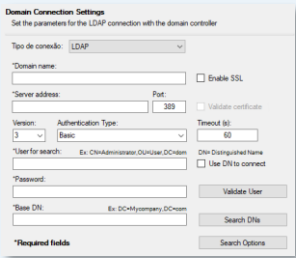 Domain Connection Settings
Set the parameters for the LDAP connection with the domain controller
Tipo de conexão: LDAP
*Domain name:
Enable SSL
*Server address: Port:
389 Validate certificate
Version: Authentication Type: Timeout (s):
3 Basic 60
*User for search: Ex: CN=Administrator,OU=User,DC=dom DN= Distinguished Name
Use DN to connect
*Password:
Validate User
*Base DN: Ex: DC=Mycompany,DC=com
Search DNs
*Required fields Search Options